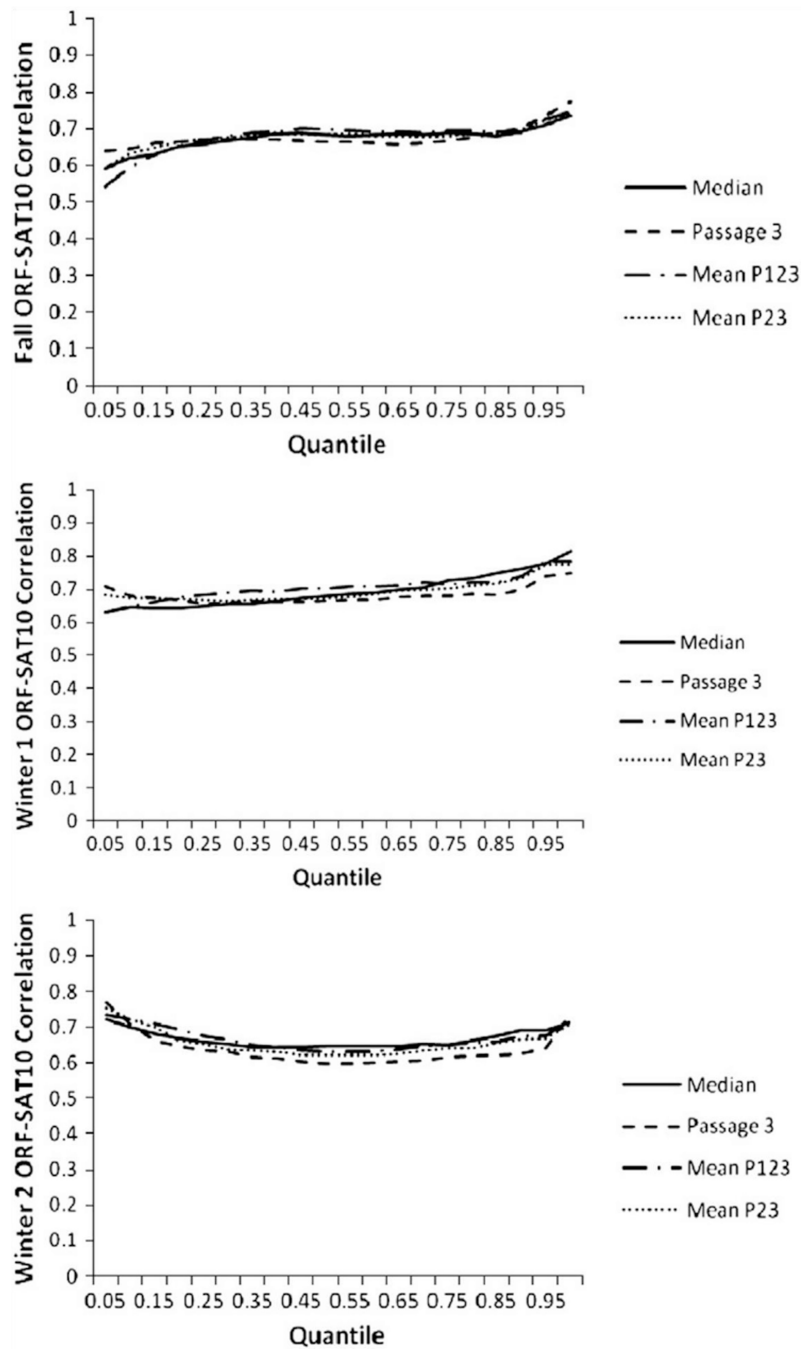 1
0.9
0.8
0.7
0.6
0.5
0.4
0.3
0.2
0.1
0
Fall ORF-SAT10 Correlation
0.05 0.15 0.25 0.35 0.45 0.55 0.65 0.75 0.85 0.95
Quantile
Median
Passage 3
Mean P123
Mean P23
1
0.9
0.8
0.7
0.6
0.5
0.4
0.3
0.2
0.1
0
Winter 1 ORF-SAT10 Correlation
0.05 0.15 0.25 0.35 0.45 0.55 0.65 0.75 0.85 0.95
Quantile
Median
Passage 3
Mean P123
Mean P23
1
0.9
0.8
0.7
0.6
0.5
0.4
0.3
0.2
0.1
0
Winter 2 ORF-SAT10 Correlation
0.05 0.15 0.25 0.35 0.45 0.55 0.65 0.75 0.85 0.95
Quantile
Median
Passage 3
Mean P123
Mean P23